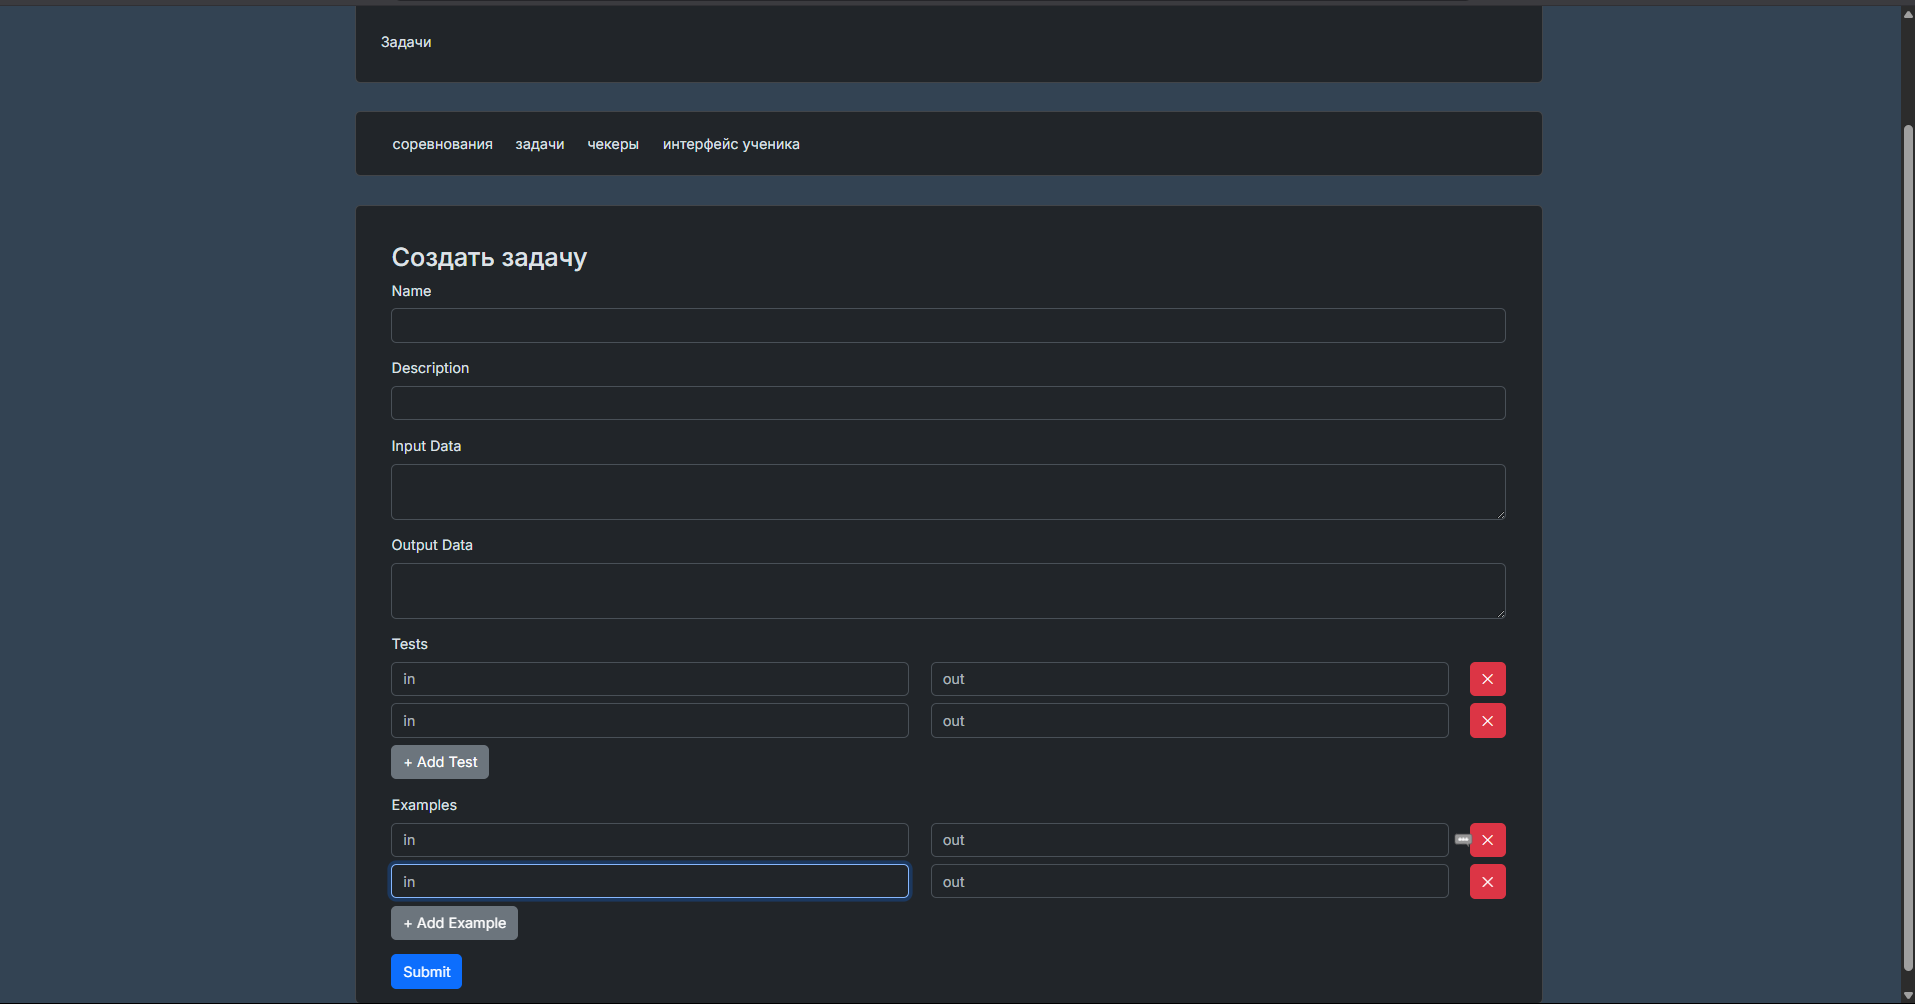 Задачи
соревнования задачи чекеры интерфейс ученика
Создать задачу
Name
Description
Input Data
Output Data
Tests
in out
in out
+ Add Test
Examples
in out
in out
+ Add Example
Submit